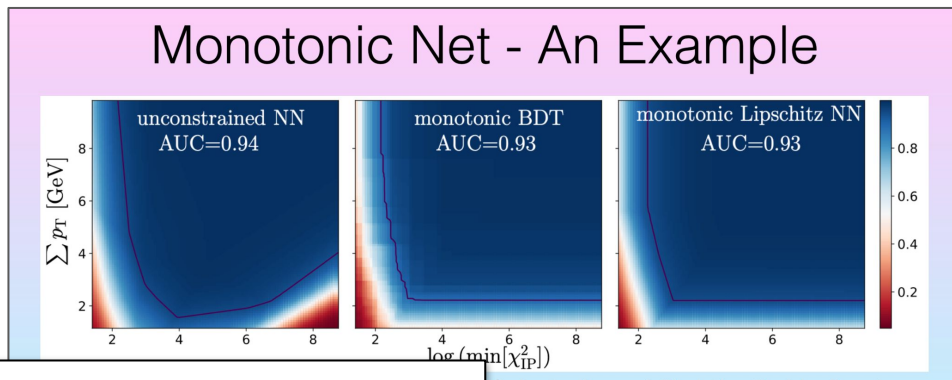 Monotonic Net - An Example
unconstrained NN
AUC=0.94
monotonic BDT
AUC=0.93
monotonic Lipschitz NN
AUC=0.93
∑ p_T [GeV]
8
6
4
2
2 4 6 8
2 4 6 8
2 4 6 8
0.8
0.6
0.4
0.2
log (min[χ²_IP])